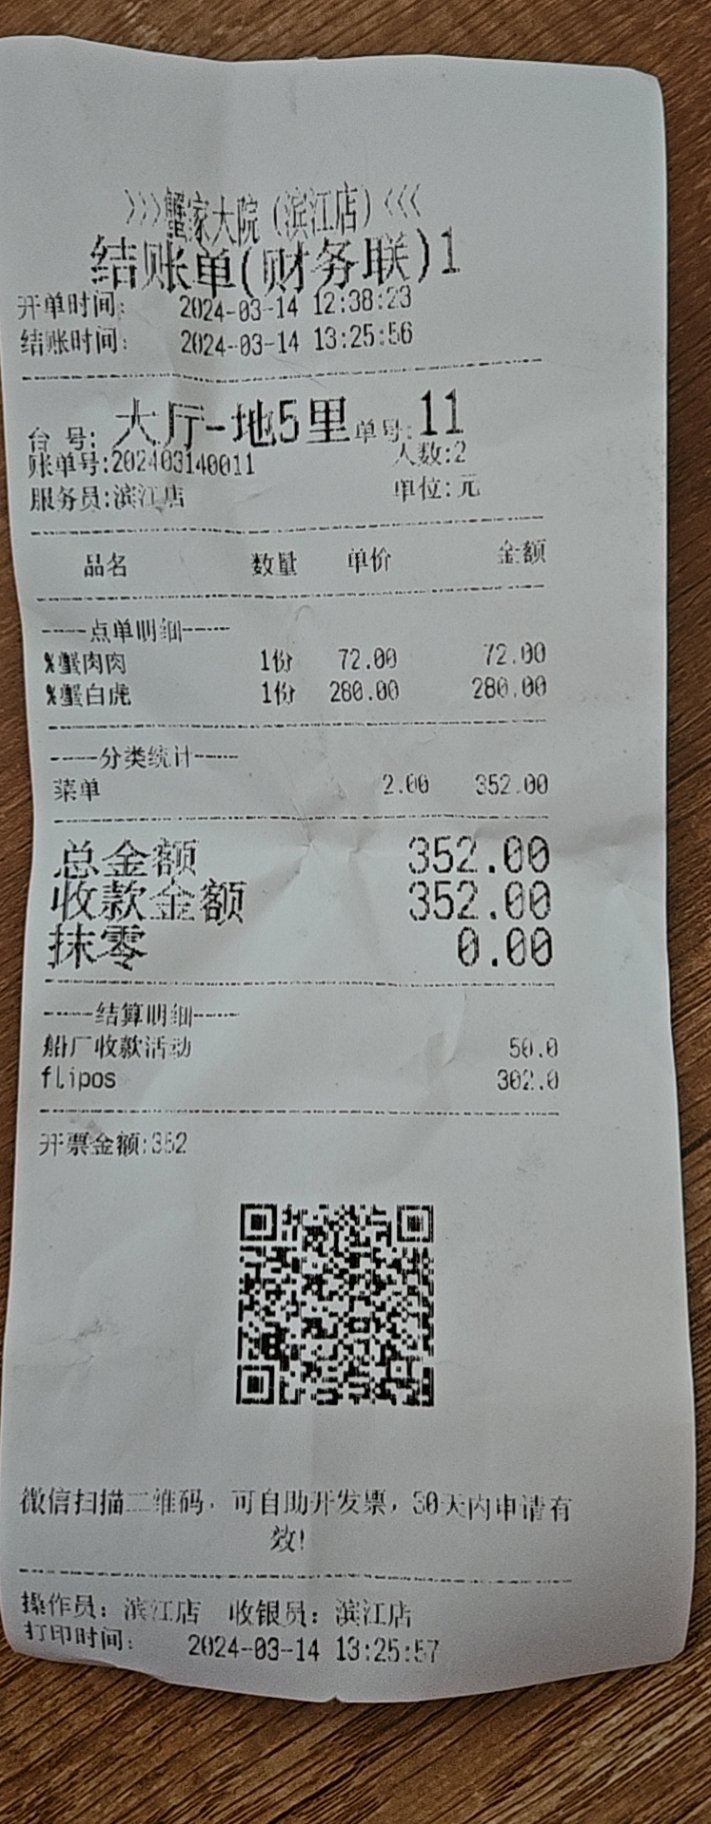 >>>蟹家大院（滨江店）<<<
结账单(财务联)1
开单时间: 2024-03-14 12:38:23
结账时间: 2024-03-14 13:25:56
台 号: 大厅-地5里 单号: 11
账单号:202403140011 人数:2
服务员:滨江店 单位:元
品名 数量 单价 金额
-----点单明细-----
%蟹肉肉 1份 72.00 72.00
%蟹白虎 1份 280.00 280.00
-----分类统计-----
菜单 2.00 352.00
总金额 352.00
收款金额 352.00
抹零 0.00
-----结算明细-----
船厂收款活动 50.0
flipos 302.0
开票金额:352
微信扫描二维码，可自助开发票，30天内申请有
效!
操作员: 滨江店 收银员: 滨江店
打印时间: 2024-03-14 13:25:57